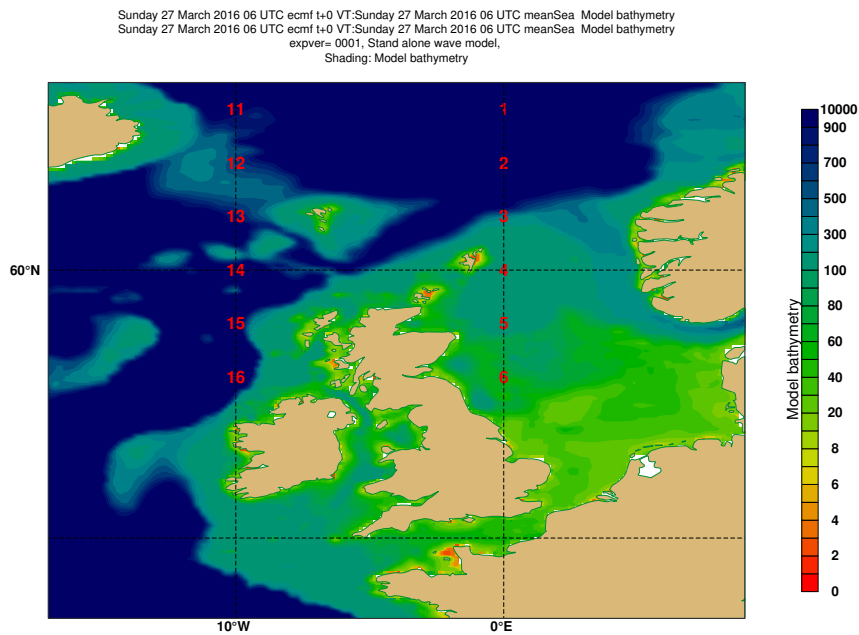 Sunday 27 March 2016 06 UTC ecmf t+0 VT:Sunday 27 March 2016 06 UTC meanSea Model bathymetry
Sunday 27 March 2016 06 UTC ecmf t+0 VT:Sunday 27 March 2016 06 UTC meanSea Model bathymetry
expver= 0001, Stand alone wave model,
Shading: Model bathymetry
11 1
12 2
13 3
60°N 14 4
15 5
16 6
10°W 0°E
Model bathymetry
10000
900
700
500
300
100
80
60
40
20
8
6
4
2
0